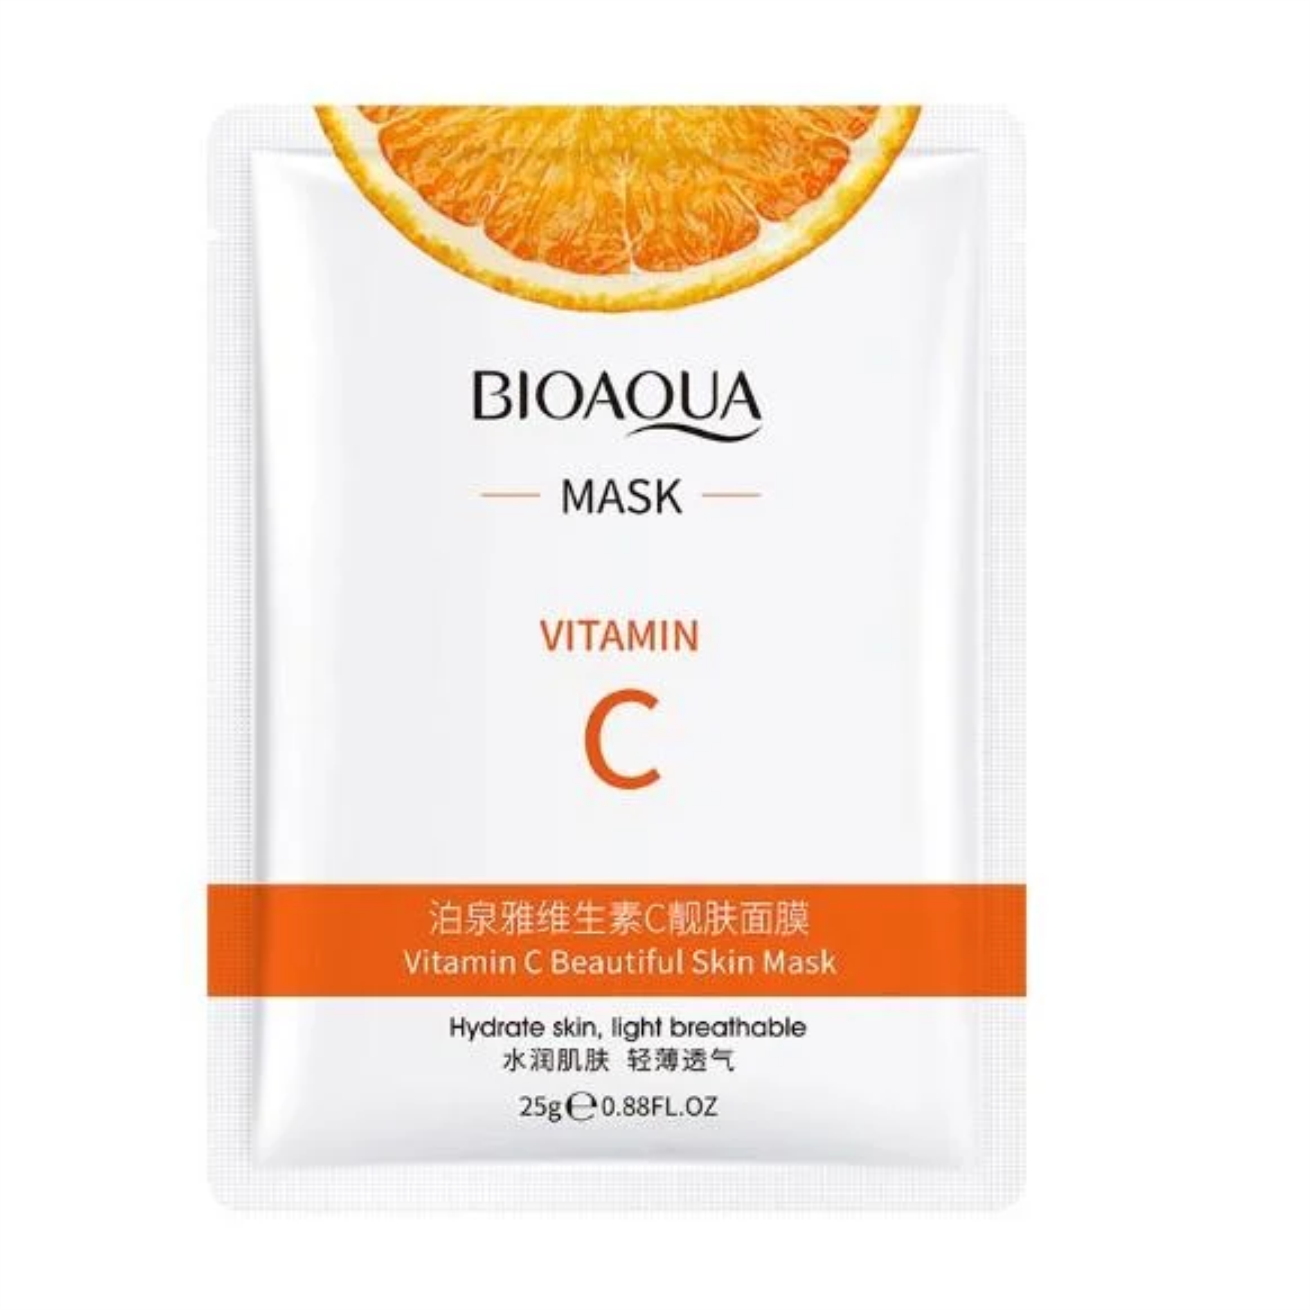 BIOAQUA
MASK
VITAMIN
C
泊泉雅维生素C靓肤面膜
Vitamin C Beautiful Skin Mask
Hydrate skin, light breathable
水润肌肤 轻薄透气
25g℮0.88FL.OZ